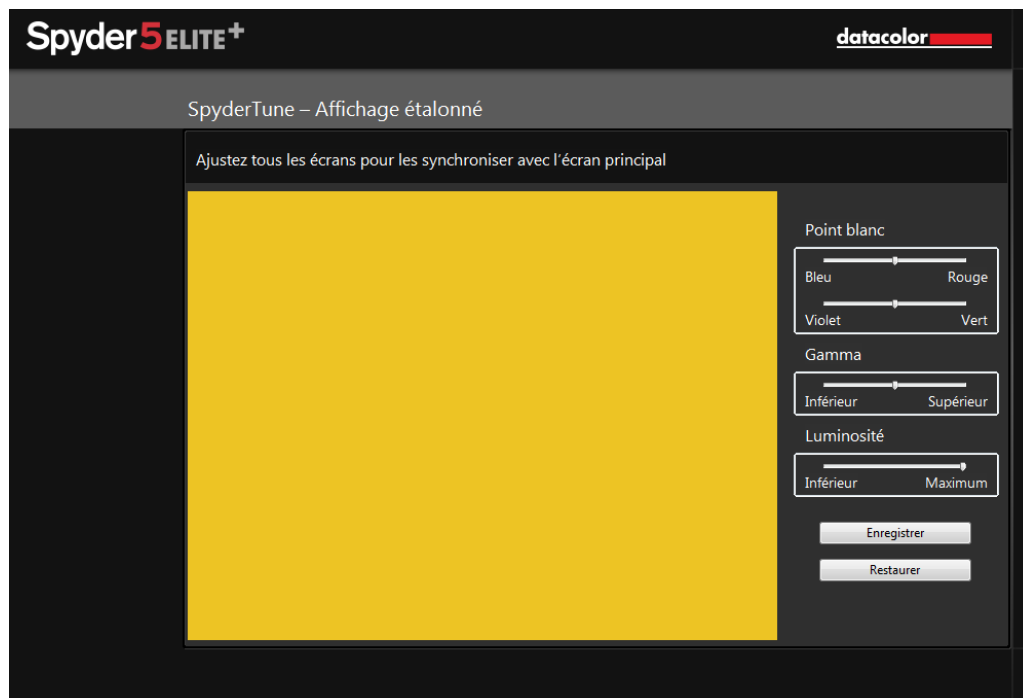 Spyder5ELITE+
datacolor
SpyderTune – Affichage étalonné
Ajustez tous les écrans pour les synchroniser avec l’écran principal
Point blanc
Bleu Rouge
Violet Vert
Gamma
Inférieur Supérieur
Luminosité
Inférieur Maximum
Enregistrer
Restaurer